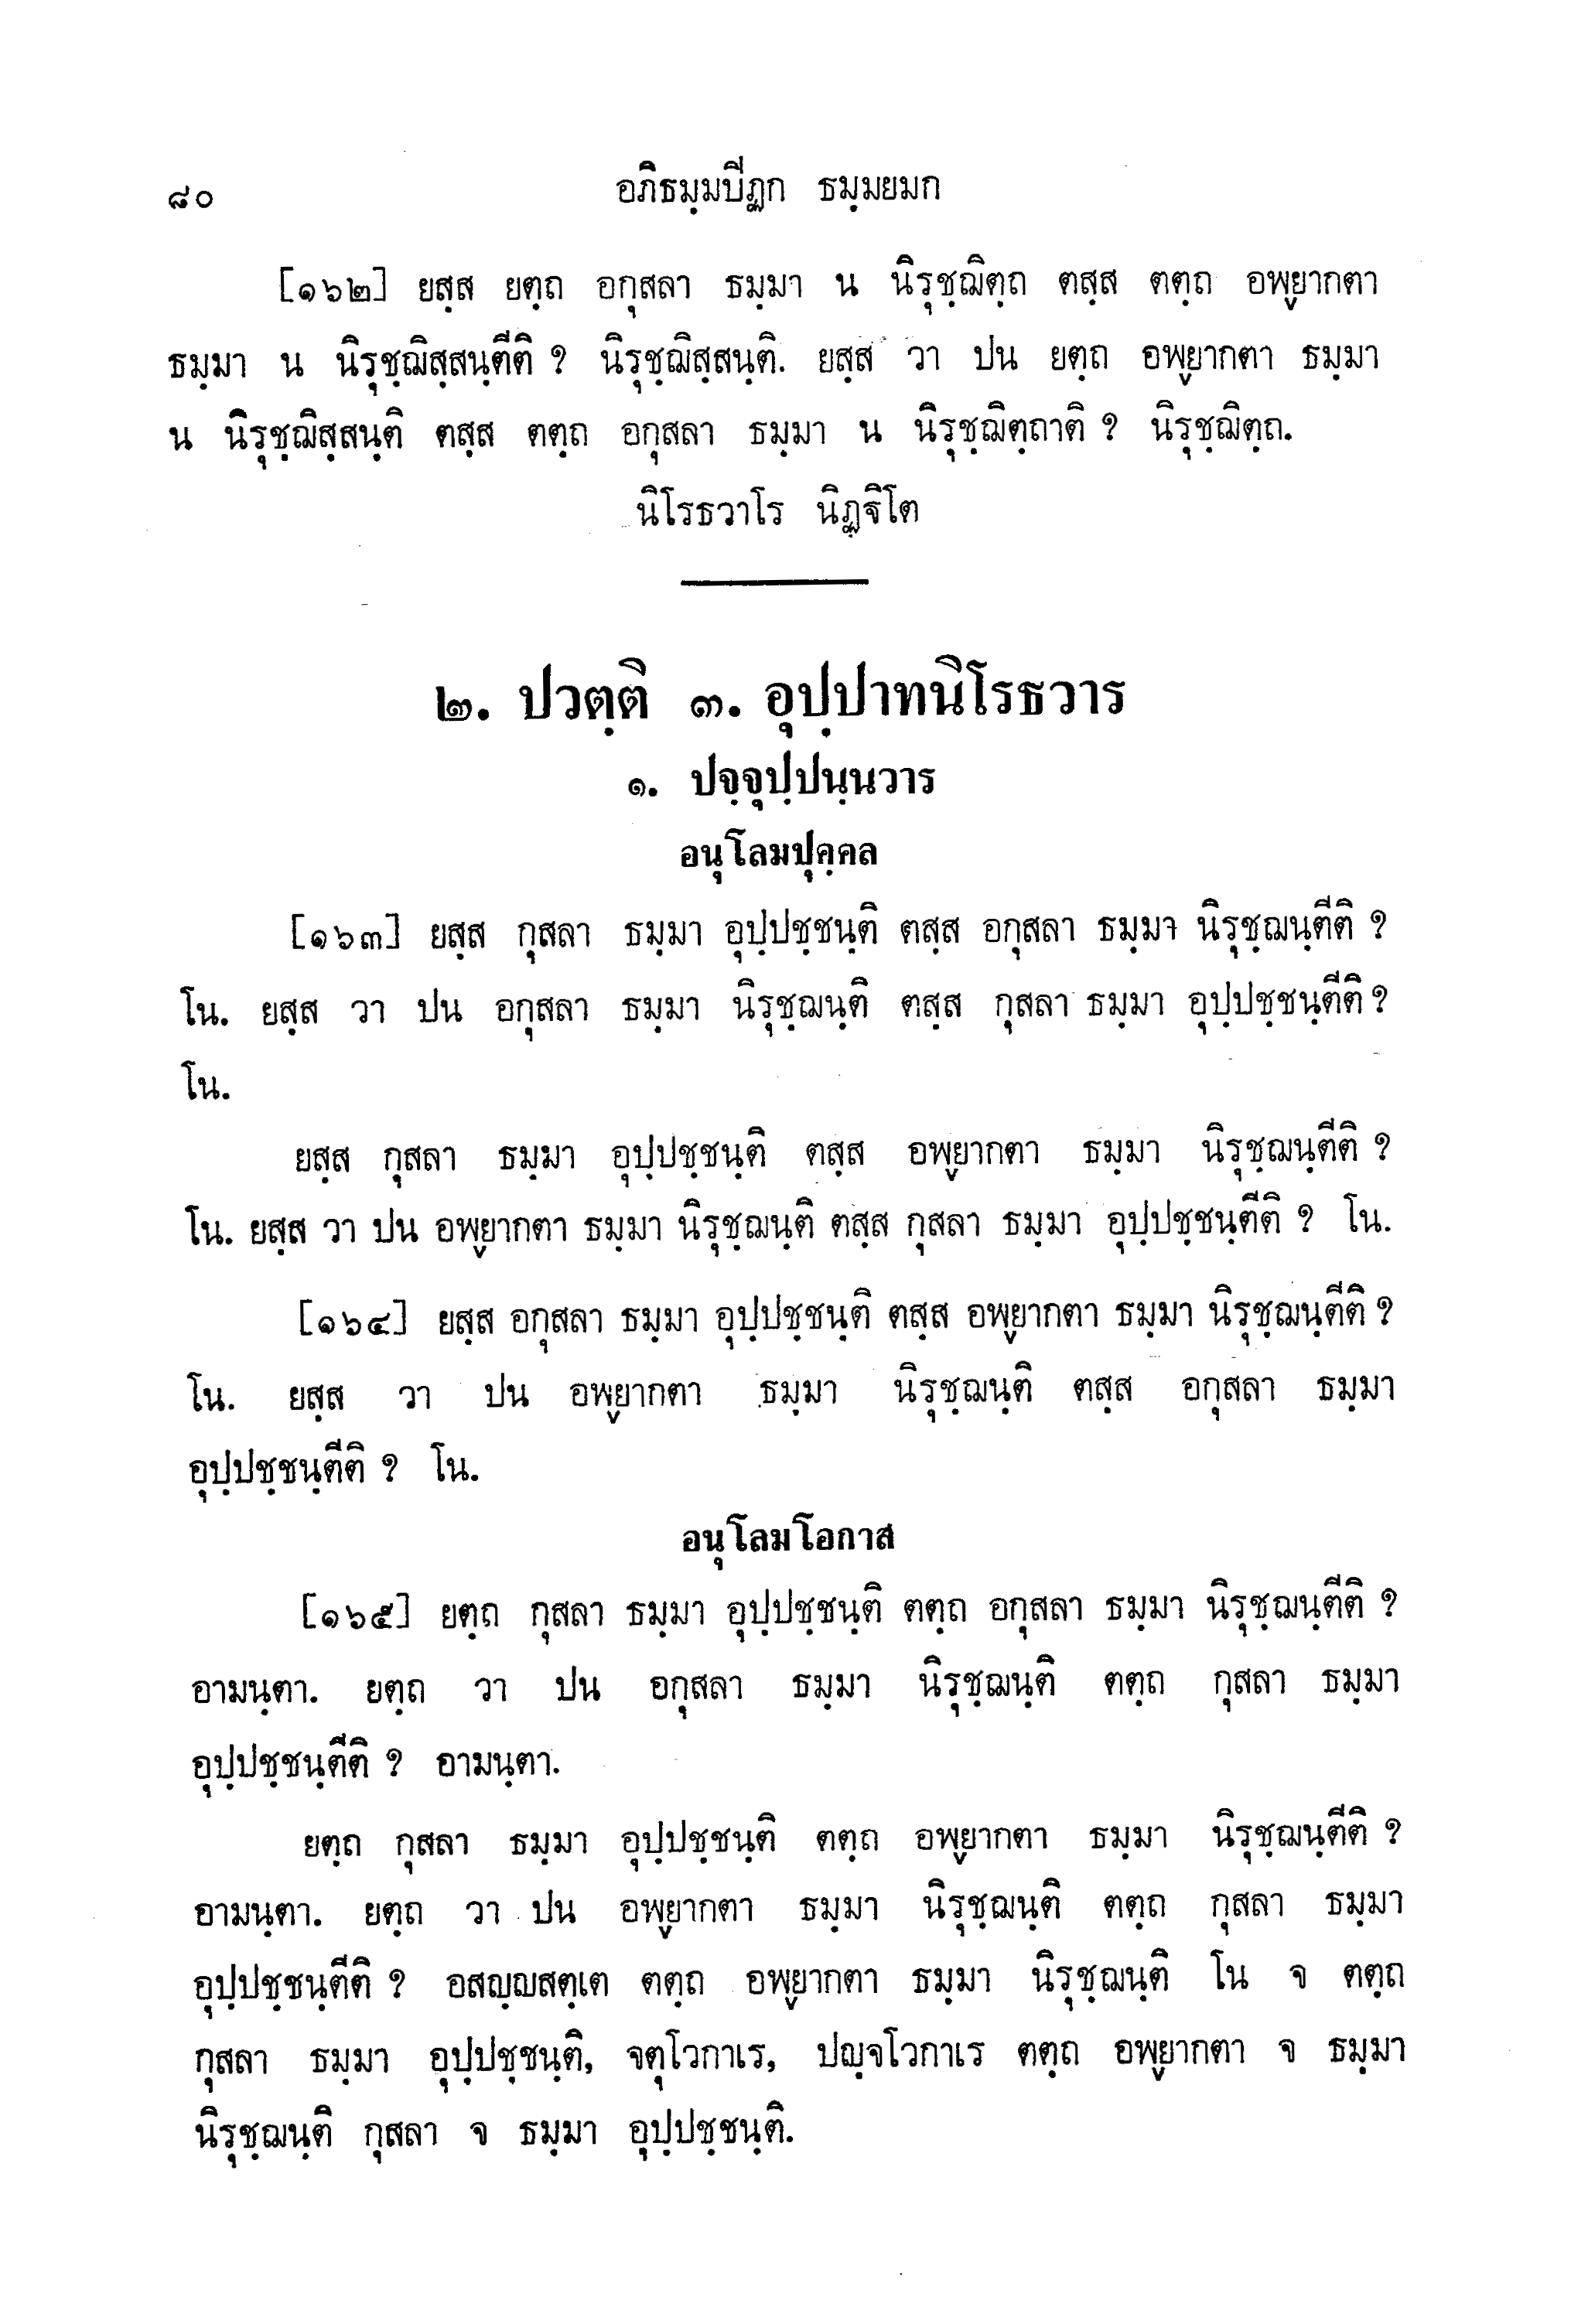 ๘๐ อภิธมฺมปีฏก ธมฺมยมก
[๑๖๒] ยสฺส ยตฺถ อกุสลา ธมฺมา น นิรุชฺฌิตฺถ ตสฺส ตตฺถ อพฺยากตา
ธมฺมา น นิรุชฺฌิสฺสนฺตีติ ? นิรุชฺฌิสฺสนฺติ. ยสฺส วา ปน ยตฺถ อพฺยากตา ธมฺมา
น นิรุชฺฌิสฺสนฺติ ตสฺส ตตฺถ อกุสลา ธมฺมา น นิรุชฺฌิตฺถาติ ? นิรุชฺฌิตฺถ.
นิโรธวาโร นิฏฺฐิโต
๒. ปวตฺติ ๓. อุปฺปาทนิโรธวาร
๑. ปจฺจุปฺปนฺนวาร
อนุโลมปุคฺคล
[๑๖๓] ยสฺส กุสลา ธมฺมา อุปฺปชฺชนฺติ ตสฺส อกุสลา ธมฺมา นิรุชฺฌนฺตีติ ?
โน. ยสฺส วา ปน อกุสลา ธมฺมา นิรุชฺฌนฺติ ตสฺส กุสลา ธมฺมา อุปฺปชฺชนฺตีติ ?
โน.
ยสฺส กุสลา ธมฺมา อุปฺปชฺชนฺติ ตสฺส อพฺยากตา ธมฺมา นิรุชฺฌนฺตีติ ?
โน. ยสฺส วา ปน อพฺยากตา ธมฺมา นิรุชฺฌนฺติ ตสฺส กุสลา ธมฺมา อุปฺปชฺชนฺตีติ ? โน.
[๑๖๔] ยสฺส อกุสลา ธมฺมา อุปฺปชฺชนฺติ ตสฺส อพฺยากตา ธมฺมา นิรุชฺฌนฺตีติ ?
โน. ยสฺส วา ปน อพฺยากตา ธมฺมา นิรุชฺฌนฺติ ตสฺส อกุสลา ธมฺมา
อุปฺปชฺชนฺตีติ ? โน.
อนุโลมโอกาส
[๑๖๕] ยตฺถ กุสลา ธมฺมา อุปฺปชฺชนฺติ ตตฺถ อกุสลา ธมฺมา นิรุชฺฌนฺตีติ ?
อามนฺตา. ยตฺถ วา ปน อกุสลา ธมฺมา นิรุชฺฌนฺติ ตตฺถ กุสลา ธมฺมา
อุปฺปชฺชนฺตีติ ? อามนฺตา.
ยตฺถ กุสลา ธมฺมา อุปฺปชฺชนฺติ ตตฺถ อพฺยากตา ธมฺมา นิรุชฺฌนฺตีติ ?
อามนฺตา. ยตฺถ วา ปน อพฺยากตา ธมฺมา นิรุชฺฌนฺติ ตตฺถ กุสลา ธมฺมา
อุปฺปชฺชนฺตีติ ? อสญฺญสตฺเต ตตฺถ อพฺยากตา ธมฺมา นิรุชฺฌนฺติ โน จ ตตฺถ
กุสลา ธมฺมา อุปฺปชฺชนฺติ, จตุโวกาเร, ปญฺจโวกาเร ตตฺถ อพฺยากตา จ ธมฺมา
นิรุชฺฌนฺติ กุสลา จ ธมฺมา อุปฺปชฺชนฺติ.